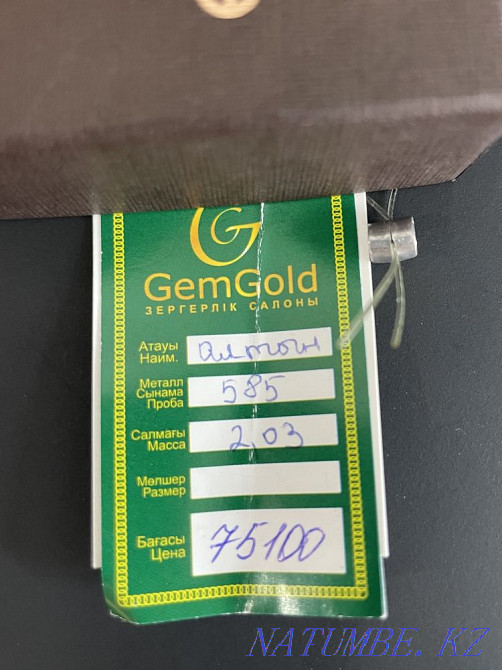 G
GemGold
ЗЕРГЕРЛІК САЛОНЫ
Атауы
Наим.
алтын
Металл
Сынама
Проба
585
Салмағы
Масса
2,03
Мөлшер
Размер
Бағасы
Цена
75100
NATUMBE.KZ